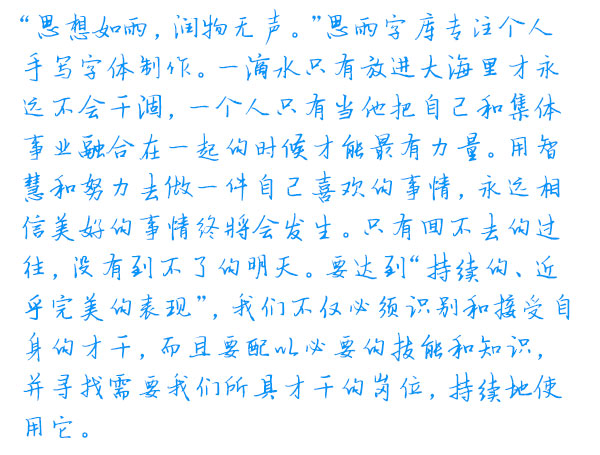 “思想如雨，润物无声。”思雨字库专注个人
手写字体制作。一滴水只有放进大海里才永
远不会干涸，一个人只有当他把自己和集体
事业融合在一起的时候才能最有力量。用智
慧和努力去做一件自己喜欢的事情，永远相
信美好的事情终将会发生。只有回不去的过
往，没有到不了的明天。要达到“持续的、近
乎完美的表现”，我们不仅必须识别和接受自
身的才干，而且要配以必要的技能和知识，
并寻找需要我们所具才干的岗位，持续地使
用它。